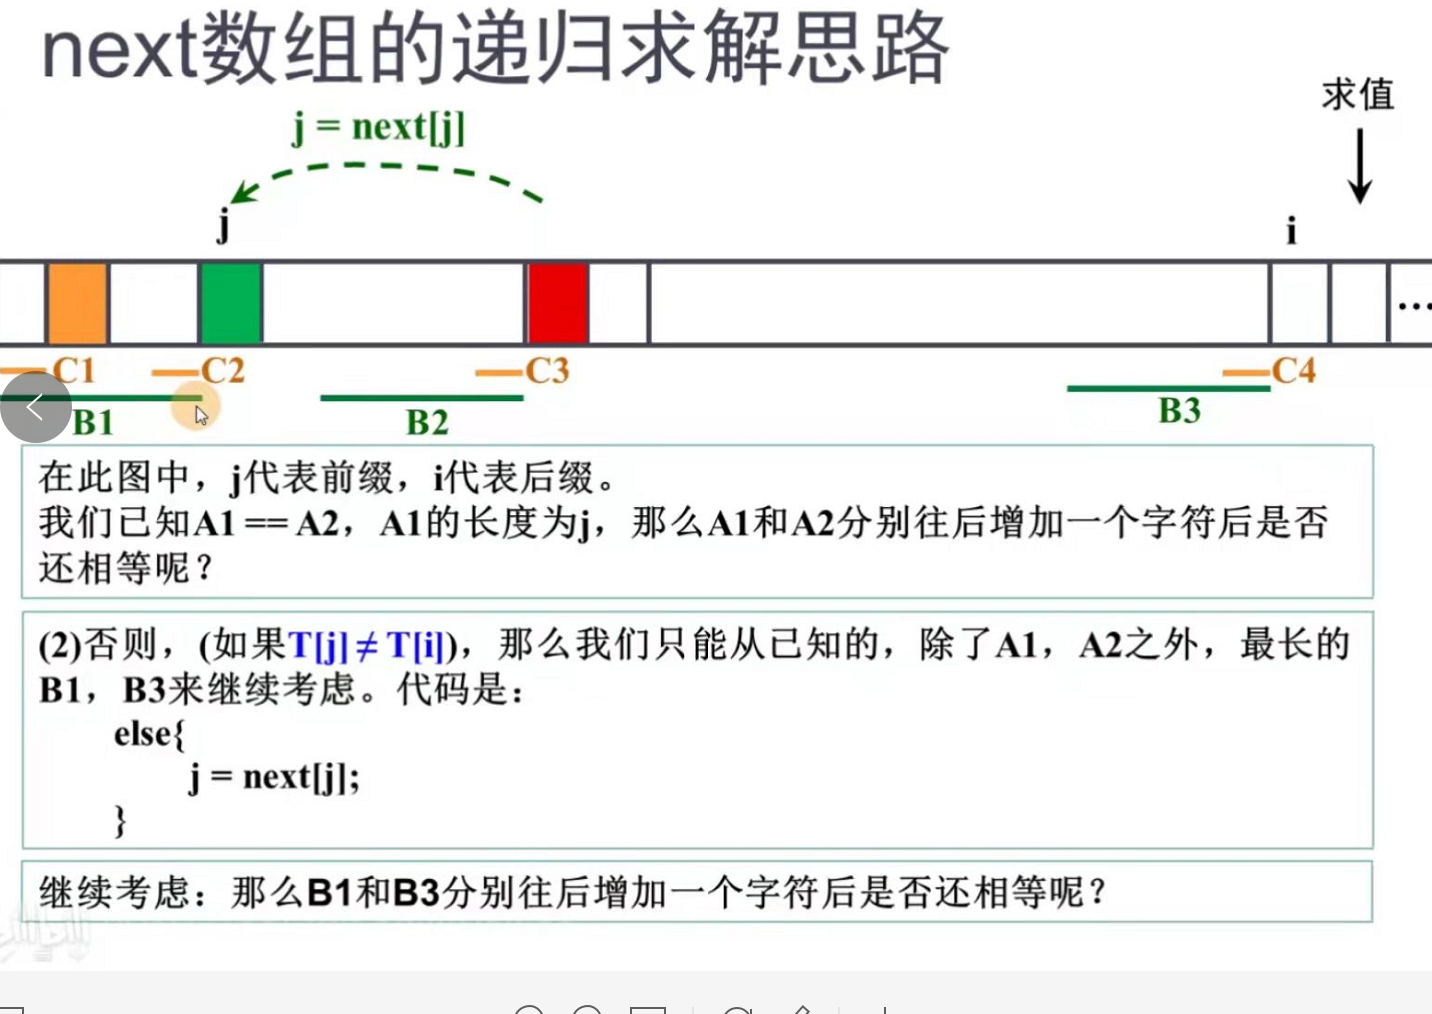 next数组的递归求解思路
求值
j = next[j]
j
i
...
C1
C2
C3
C4
B1
B2
B3
在此图中，j代表前缀，i代表后缀。
我们已知A1 == A2，A1的长度为j，那么A1和A2分别往后增加一个字符后是否
还相等呢？
(2)否则，(如果T[j] ≠ T[i])，那么我们只能从已知的，除了A1，A2之外，最长的
B1，B3来继续考虑。代码是：
else{
j = next[j];
}
继续考虑：那么B1和B3分别往后增加一个字符后是否还相等呢？